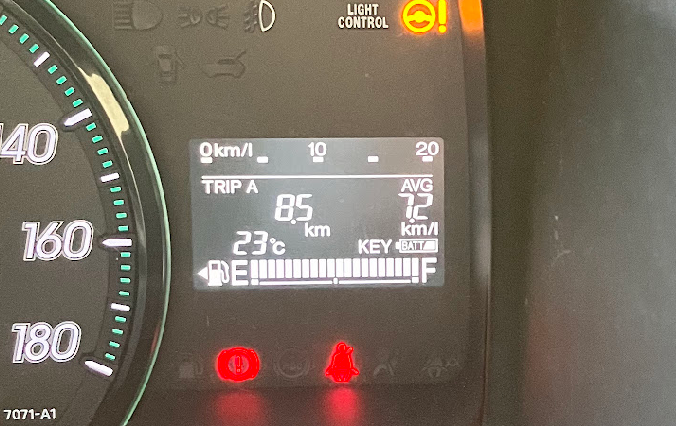 LIGHT
CONTROL
0km/l 10 20
TRIP A AVG
8.5 7.2
km km/l
23°C KEY BATT
E F
140
160
180
7071-A1